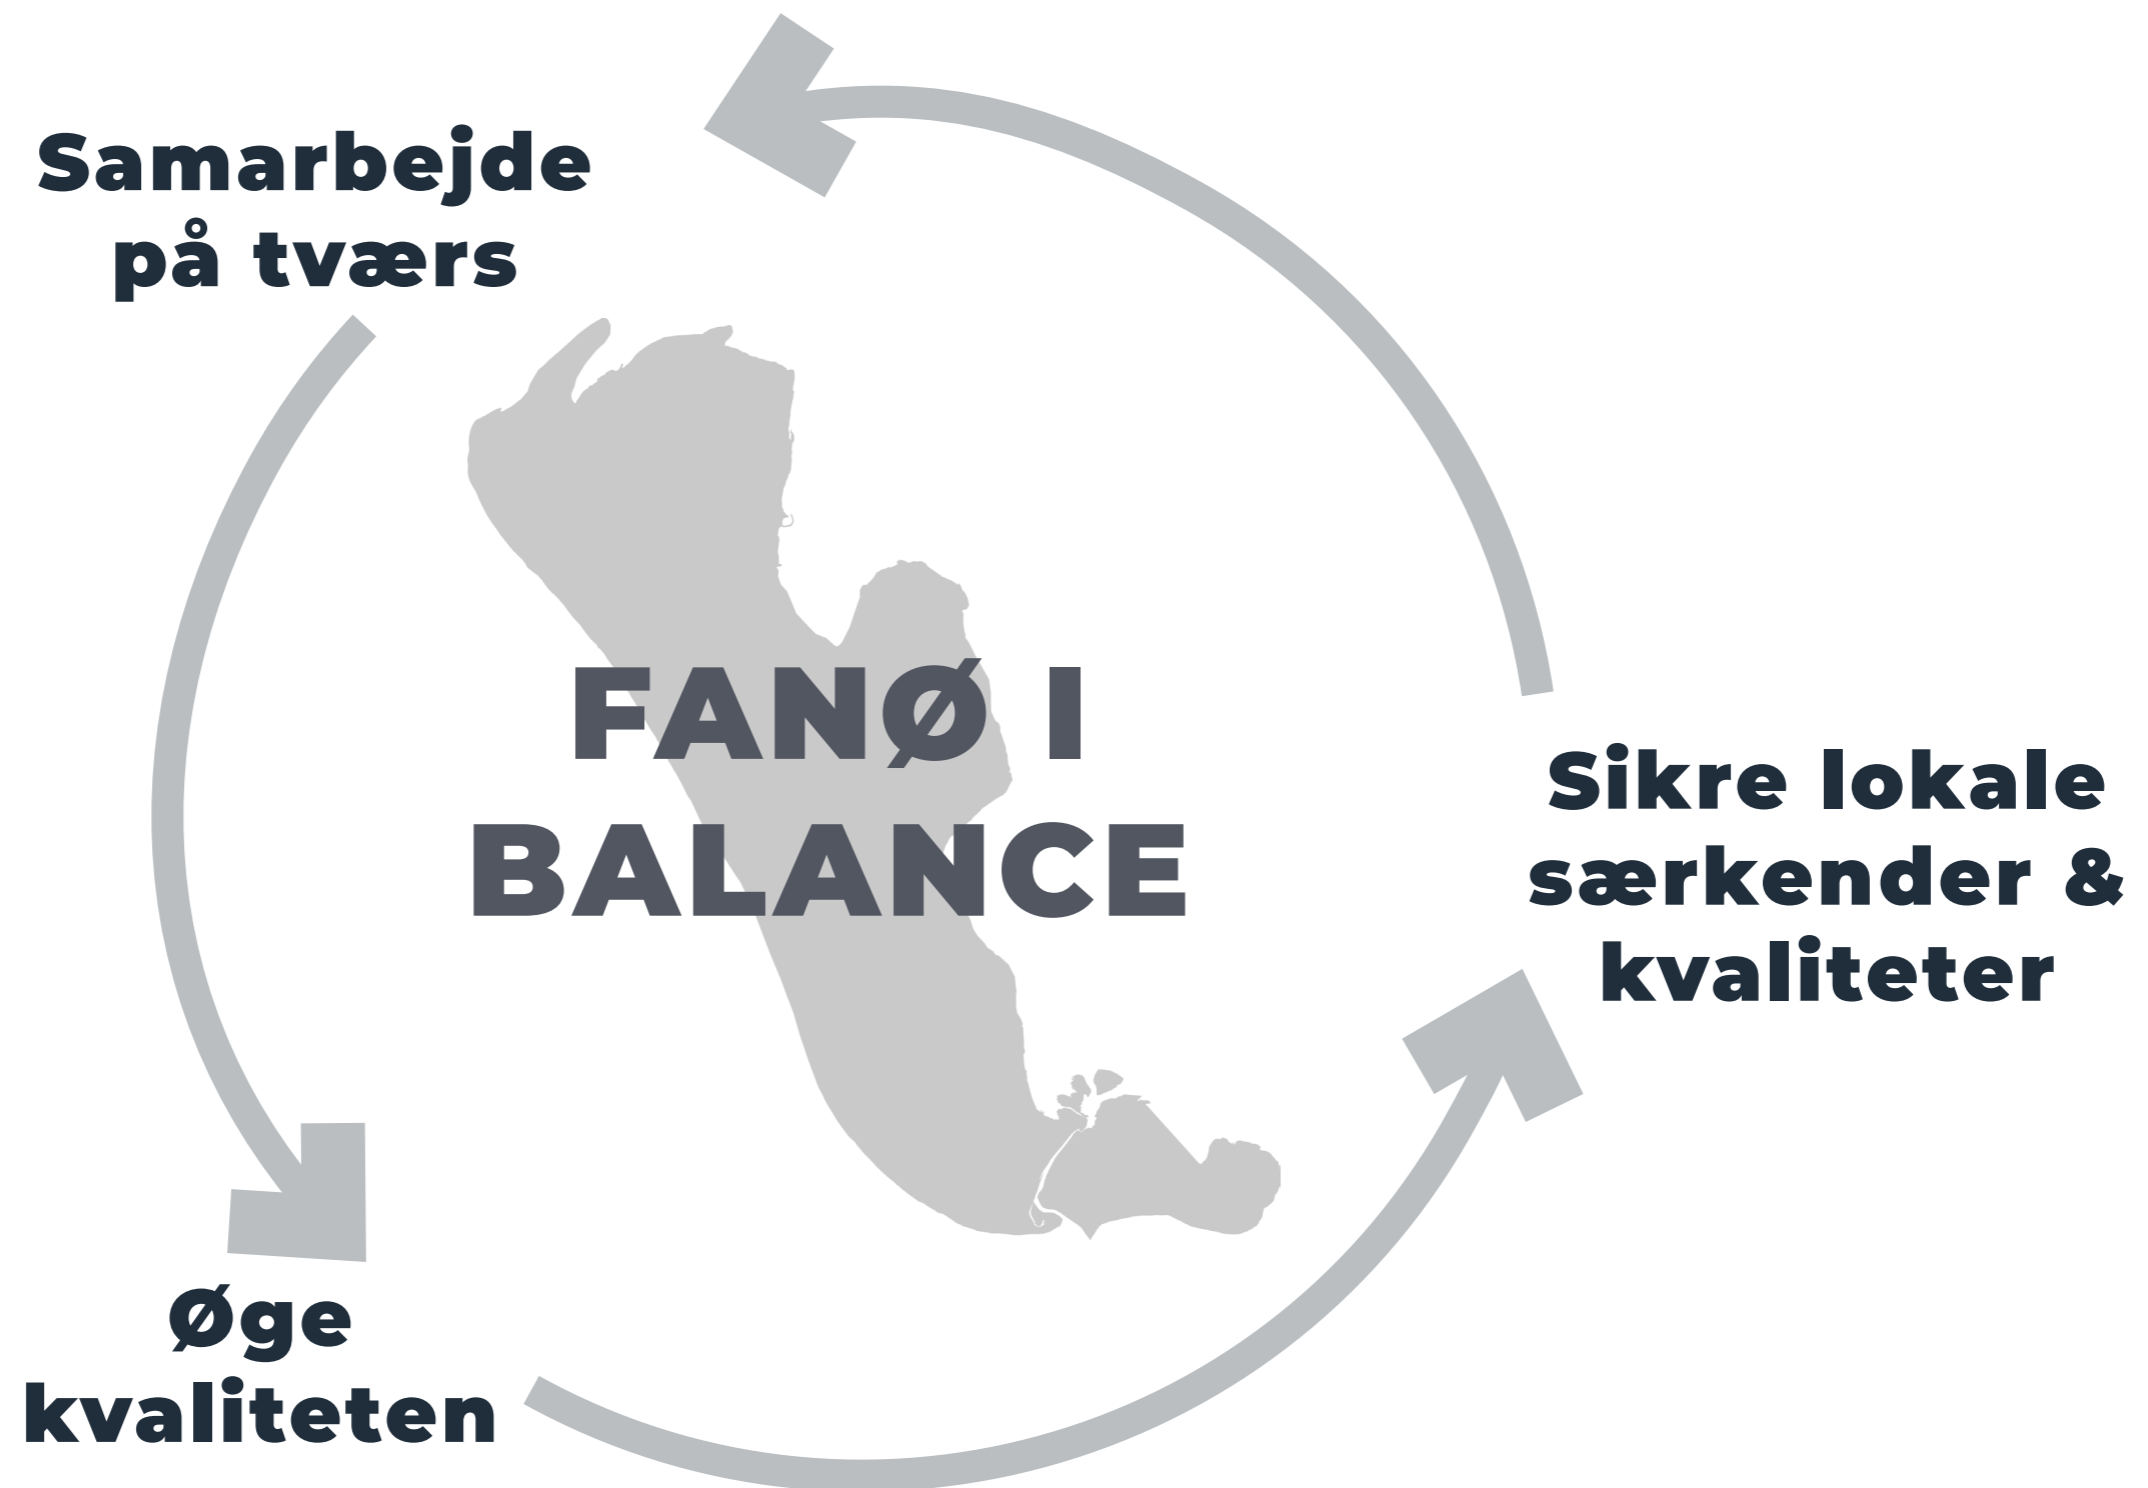 Samarbejde
på tværs
FANØ I
BALANCE
Sikre lokale
særkender &
kvaliteter
Øge
kvaliteten